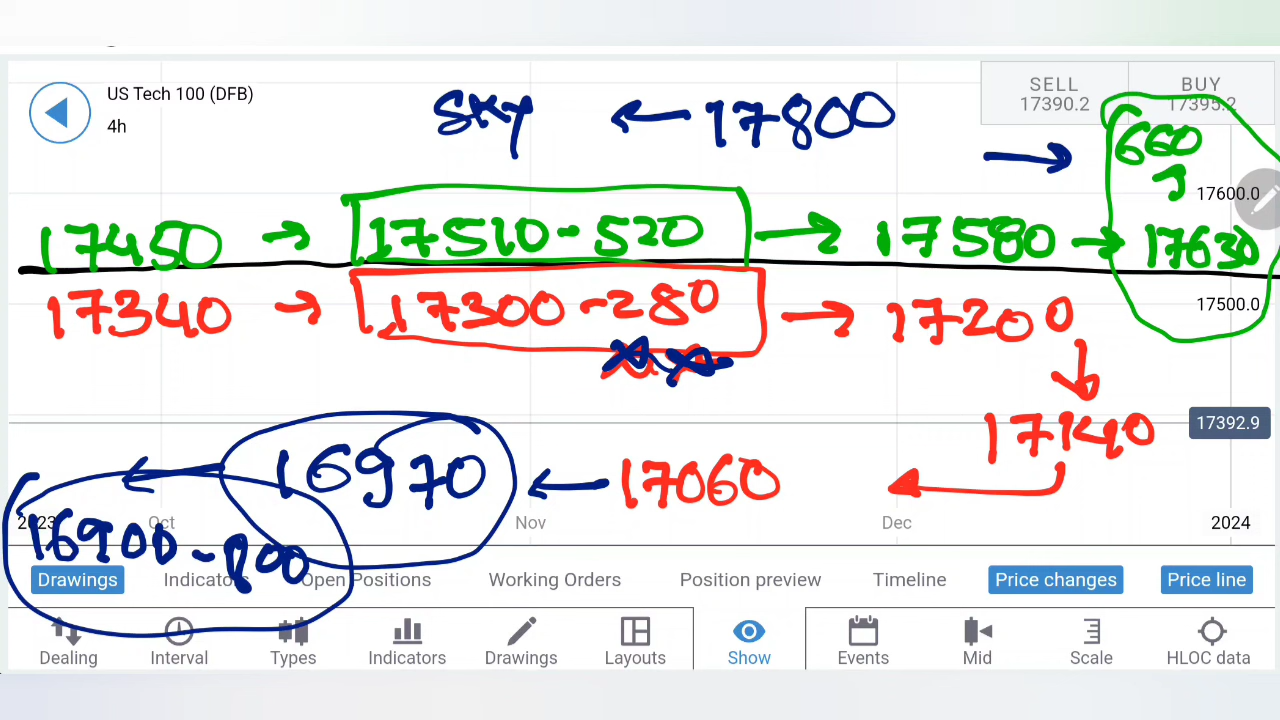 US Tech 100 (DFB)
4h
SELL BUY
17390.2 17395.2
SKY ← 17800 →
660
17600.0
17450 → 17510-520 → 17580 → 17630
17340 → 17300-280 → 17200
17500.0
17140
17392.9
16970 ← 17060
2023 Oct Nov Dec 2024
16900-800
Drawings Indicators Open Positions Working Orders Position preview Timeline Price changes Price line
Dealing Interval Types Indicators Drawings Layouts Show Events Mid Scale HLOC data